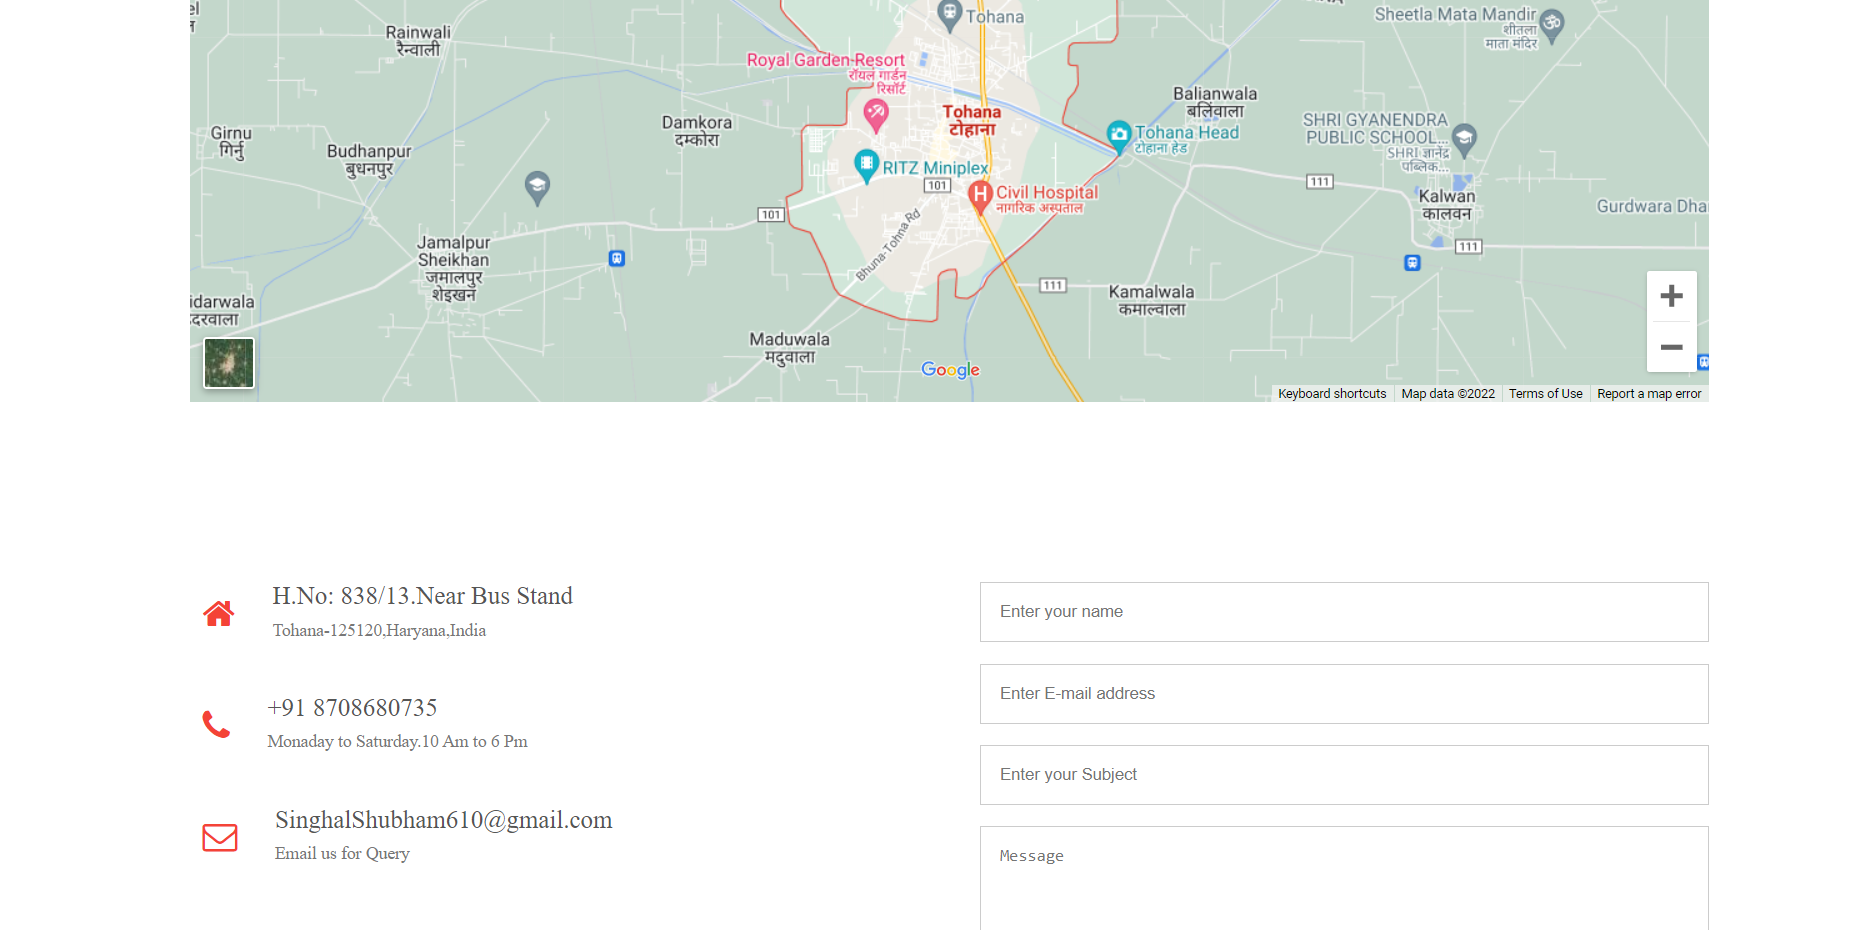 Tohana
Sheetla Mata Mandir
शीतला
माता मंदिर
Rainwali
रैन्वाली
Royal Garden Resort
रॉयल गार्डन
रिसॉर्ट
Balianwala
बलिंवाला
Tohana
टोहाना
Damkora
दम्कोरा
Tohana Head
टोहाना हेड
SHRI GYANENDRA
PUBLIC SCHOOL...
SHRI ज्ञानेंद्र
पब्लिक...
Girnu
गिर्नु
Budhanpur
बुधनपुर
RITZ Miniplex
101
Civil Hospital
नागरिक अस्पताल
111
Kalwan
कालवन
Gurdwara Dha
101
Bhuna-Tohna Rd
Jamalpur
Sheikhan
जमालपुर
शेइखन
111
111
Kamalwala
कमाल्वाला
idarwala
दरवाला
Maduwala
मदुवाला
Google
Keyboard shortcuts
Map data ©2022
Terms of Use
Report a map error
H.No: 838/13.Near Bus Stand
Tohana-125120,Haryana,India
+91 8708680735
Monaday to Saturday.10 Am to 6 Pm
SinghalShubham610@gmail.com
Email us for Query
Enter your name
Enter E-mail address
Enter your Subject
Message